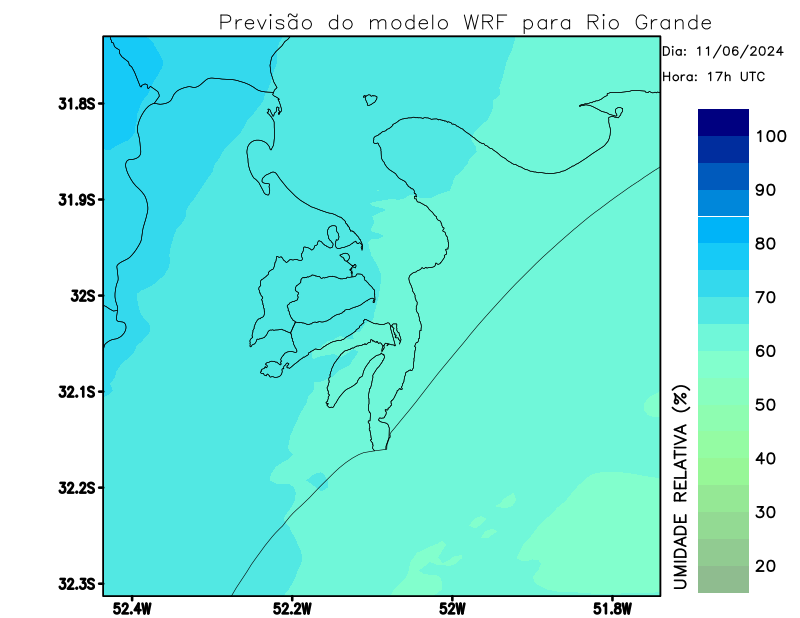 Previsão do modelo WRF para Rio Grande
Dia: 11/06/2024
Hora: 17h UTC
31.8S
31.9S
32S
32.1S
32.2S
32.3S
52.4W
52.2W
52W
51.8W
100
90
80
70
60
50
40
30
20
UMIDADE RELATIVA (%)